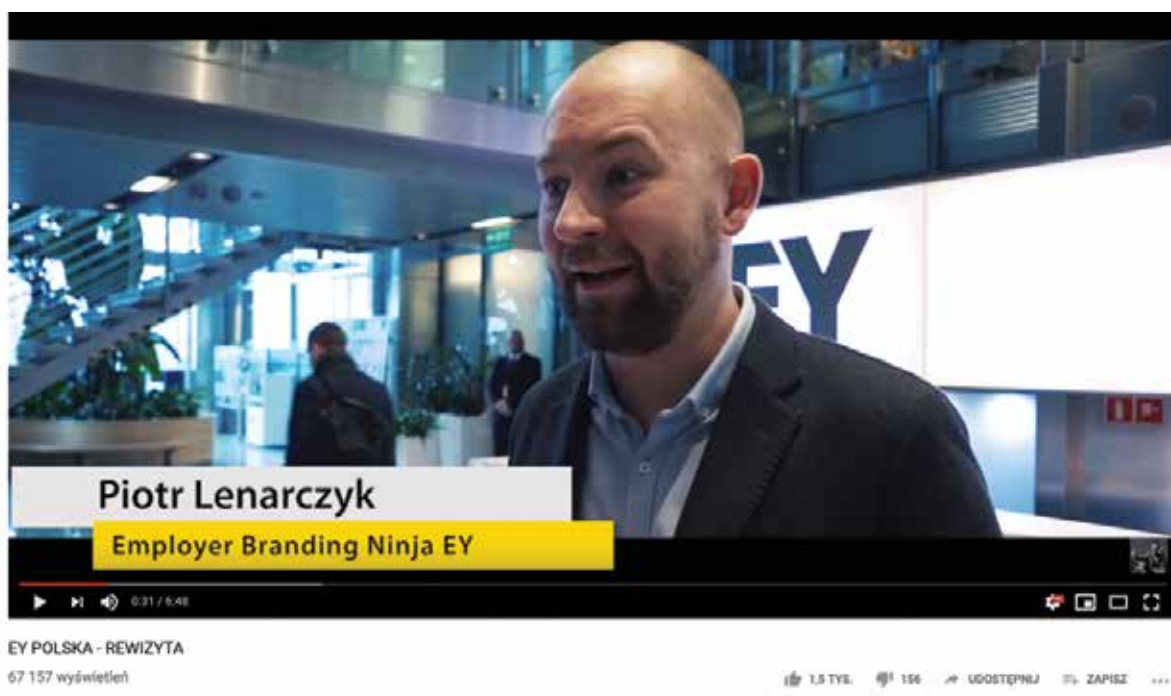 EY
Piotr Lenarczyk
Employer Branding Ninja EY
0:31 / 6:48
EY POLSKA - REWIZYTA
67 157 wyświetleń
1,5 TYS. 156 UDOSTĘPNIJ ZAPISZ